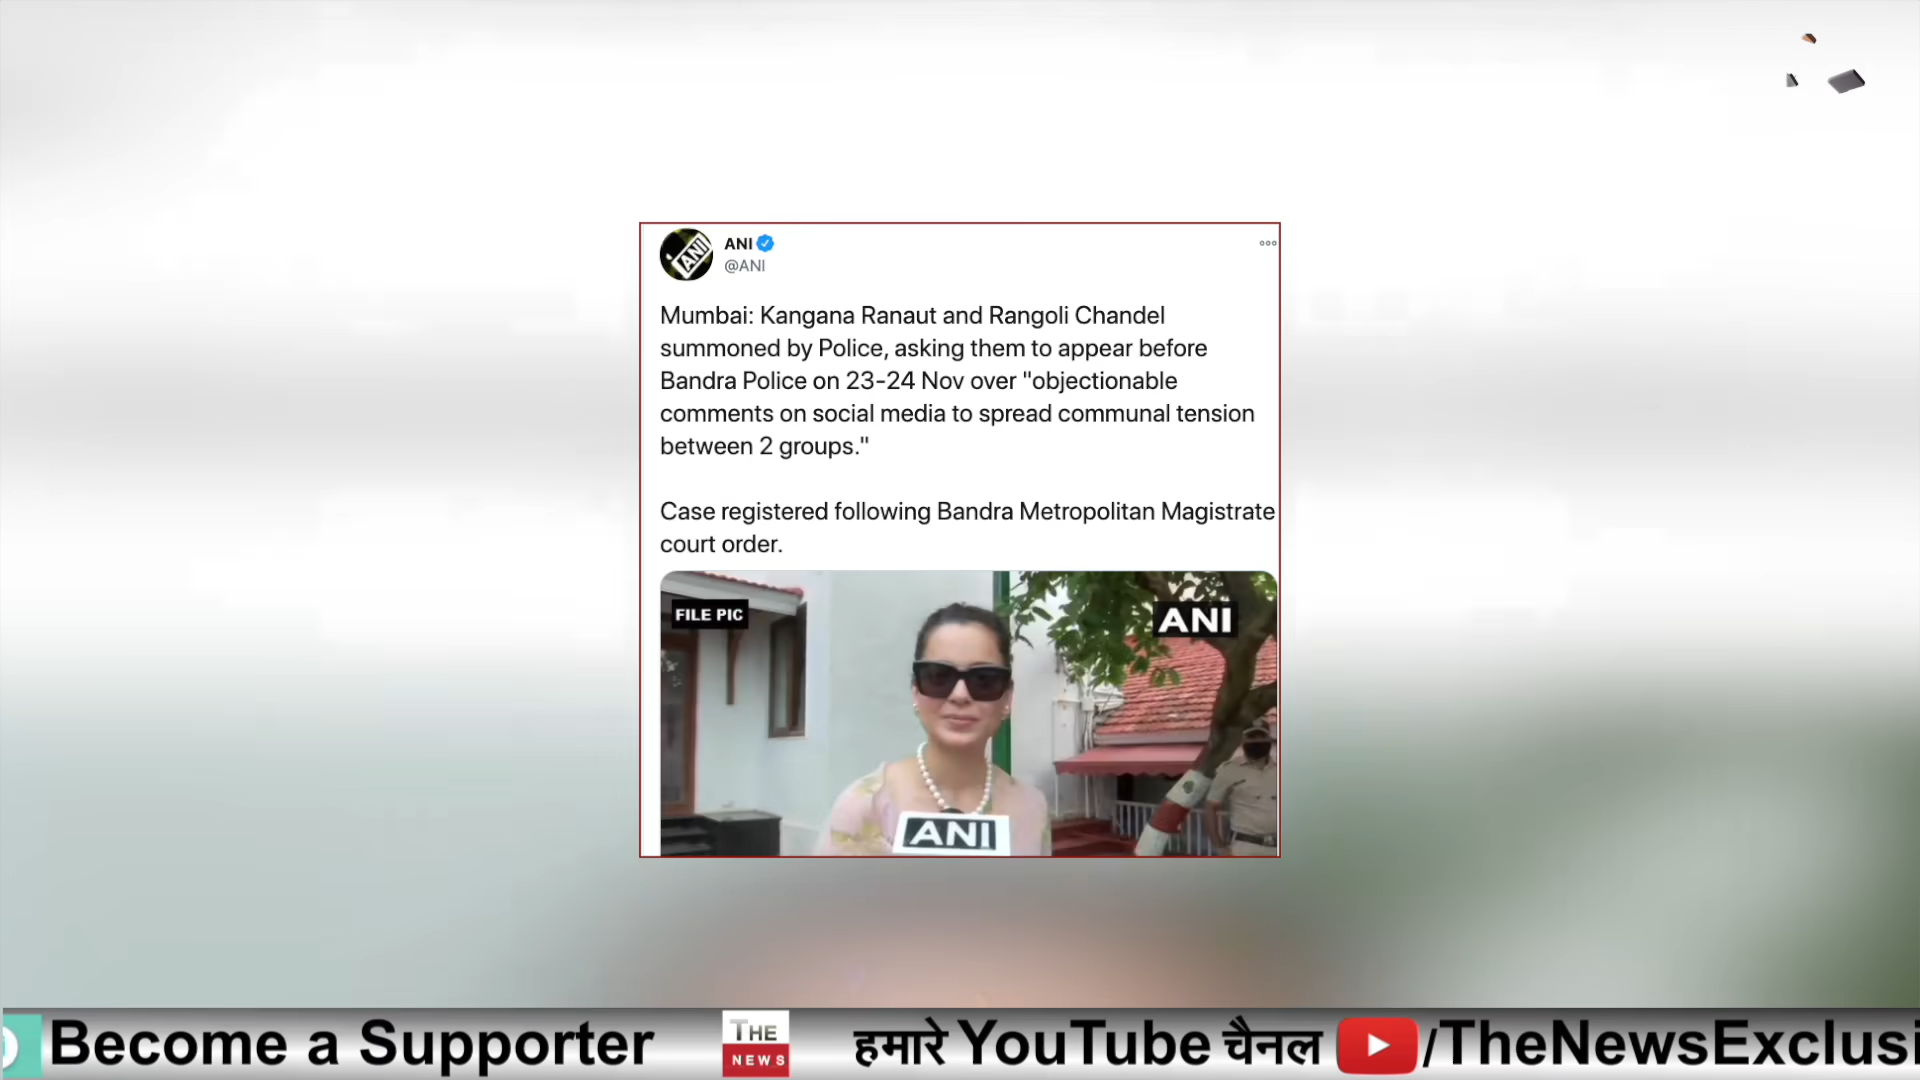 ANI
ANI
@ANI
Mumbai: Kangana Ranaut and Rangoli Chandel
summoned by Police, asking them to appear before
Bandra Police on 23-24 Nov over "objectionable
comments on social media to spread communal tension
between 2 groups."
Case registered following Bandra Metropolitan Magistrate
court order.
FILE PIC
ANI
ANI
Become a Supporter
THE
NEWS
हमारे YouTube चैनल
/TheNewsExclusi